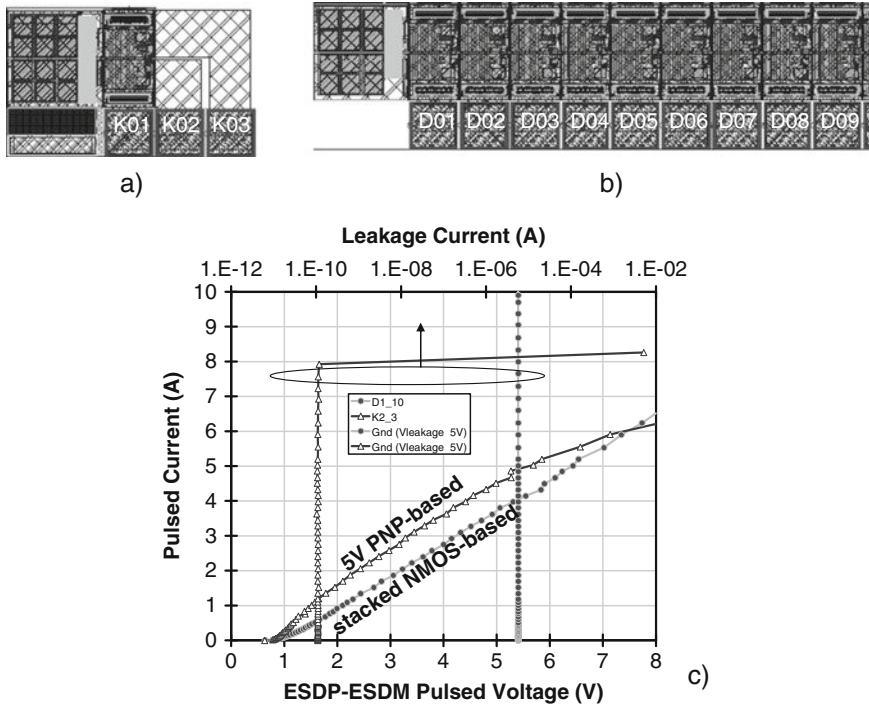 K01 K02 K03
D01 D02 D03 D04 D05 D06 D07 D08 D09
a)
b)
Leakage Current (A)
1.E-12 1.E-10 1.E-08 1.E-06 1.E-04 1.E-02
10
9
8
7
6
5
4
3
2
1
0
Pulsed Current (A)
D1_10
K2_3
Gnd (Vleakage 5V)
Gnd (Vleakage 5V)
5V PNP-based
stacked NMOS-based
0 1 2 3 4 5 6 7 8
ESDP-ESDM Pulsed Voltage (V)
c)